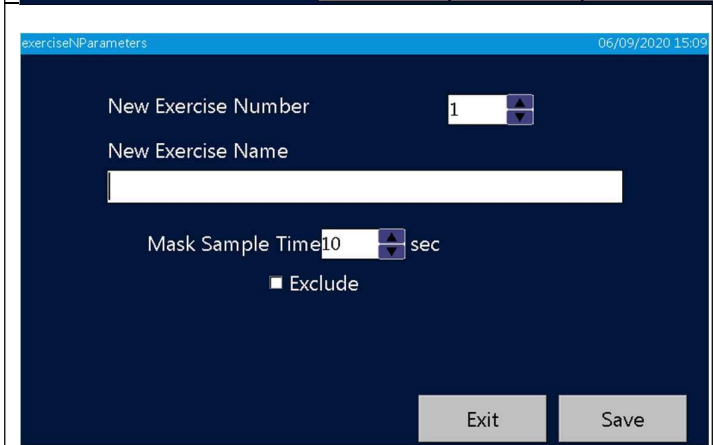 exerciseNParameters 06/09/2020 15:09
New Exercise Number 1
New Exercise Name
Mask Sample Time 10 sec
Exclude
Exit Save